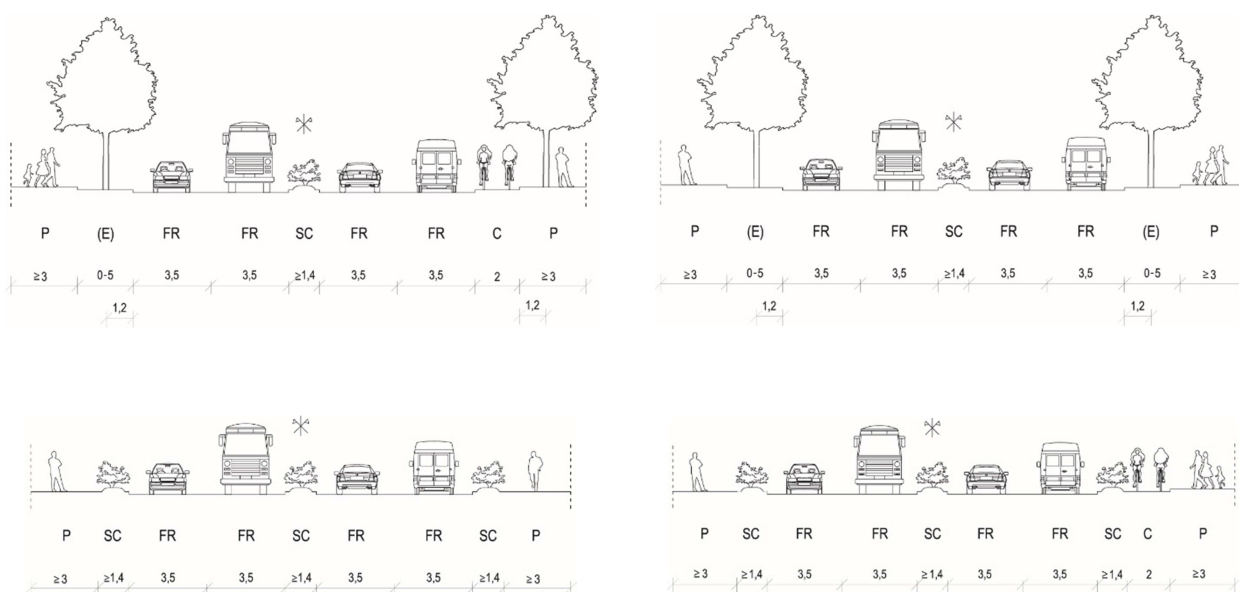 P (E) FR FR SC FR FR C P
≥3 0-5 3,5 3,5 ≥1,4 3,5 3,5 2 ≥3
1,2 1,2
P (E) FR FR SC FR FR (E) P
≥3 0-5 3,5 3,5 ≥1,4 3,5 3,5 0-5 ≥3
1,2 1,2
P SC FR FR SC FR FR SC P
≥3 ≥1,4 3,5 3,5 ≥1,4 3,5 3,5 ≥1,4 ≥3
P SC FR FR SC FR FR SC C P
≥3 ≥1,4 3,5 3,5 ≥1,4 3,5 3,5 ≥1,4 2 ≥3